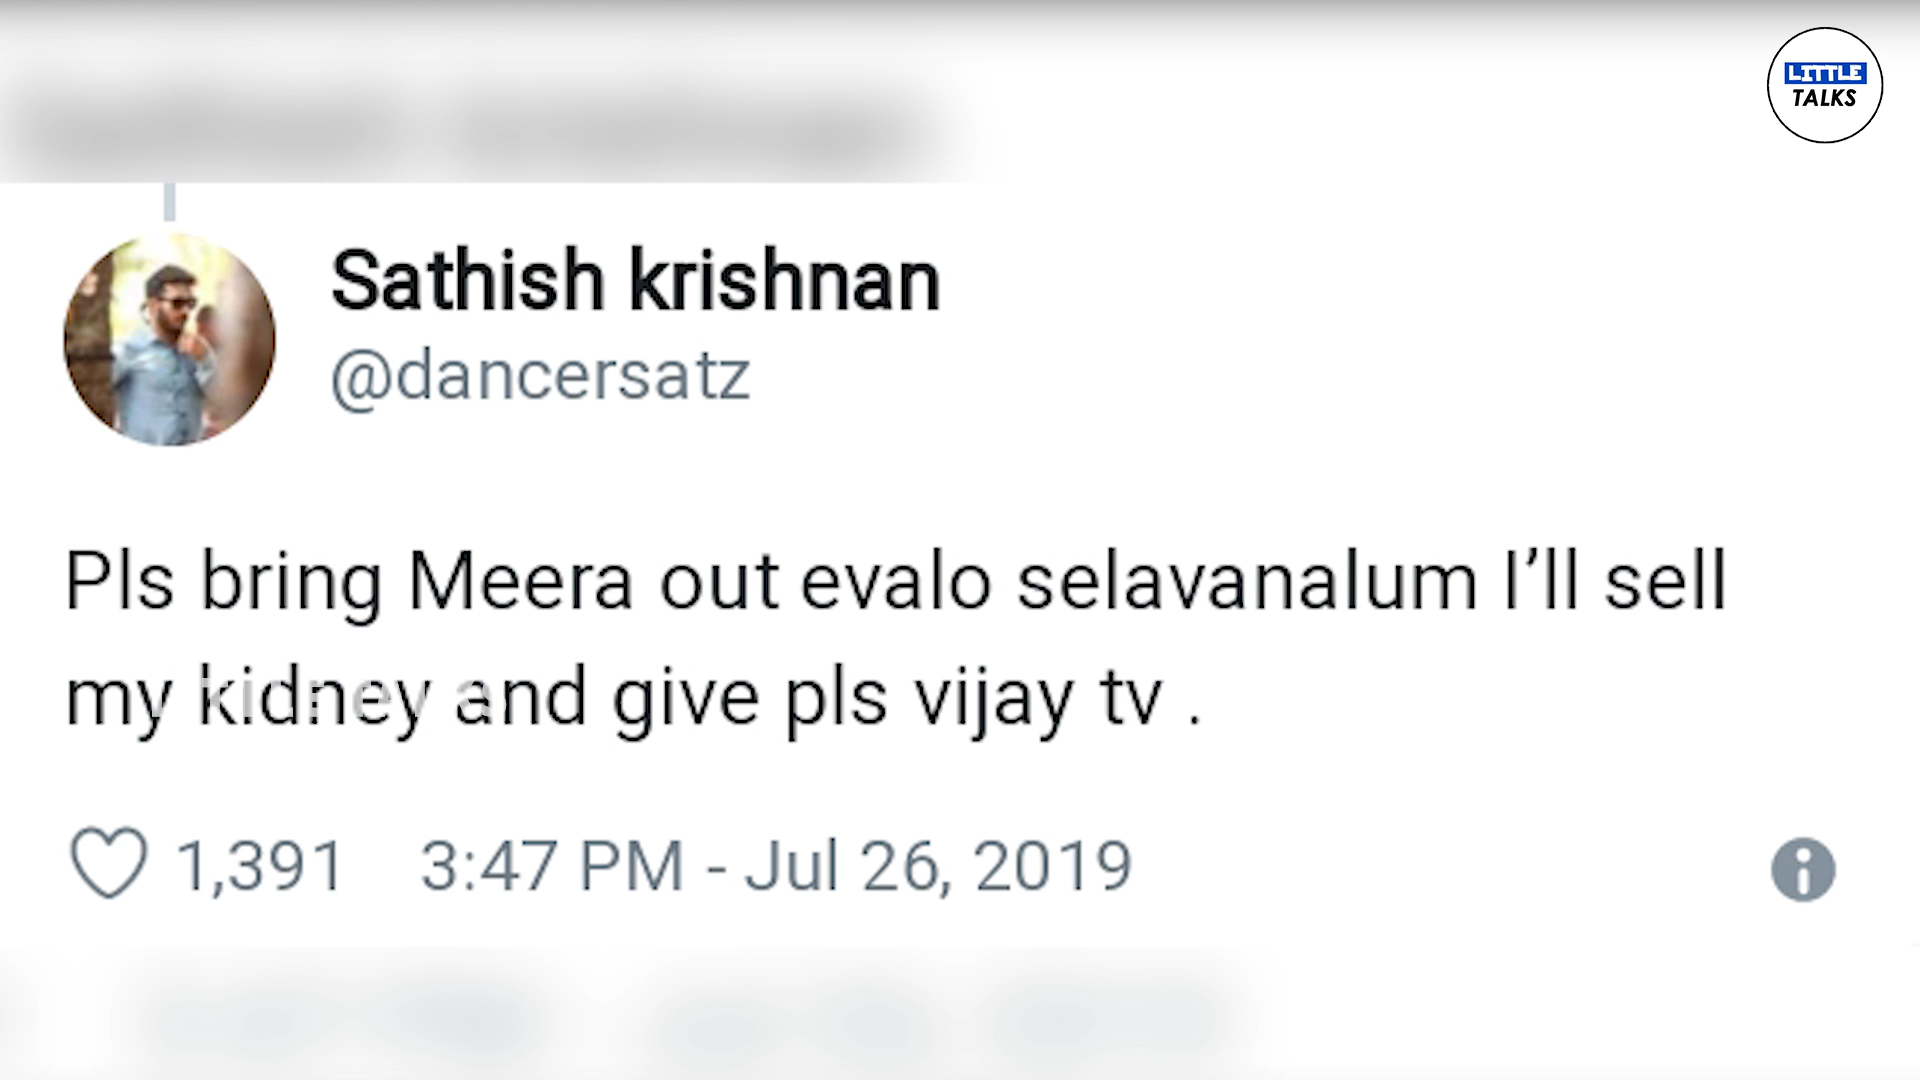 LITTLE
TALKS
Sathish krishnan
@dancersatz
Pls bring Meera out evalo selavanalum I’ll sell
my kidney and give pls vijay tv .
1,391 3:47 PM - Jul 26, 2019